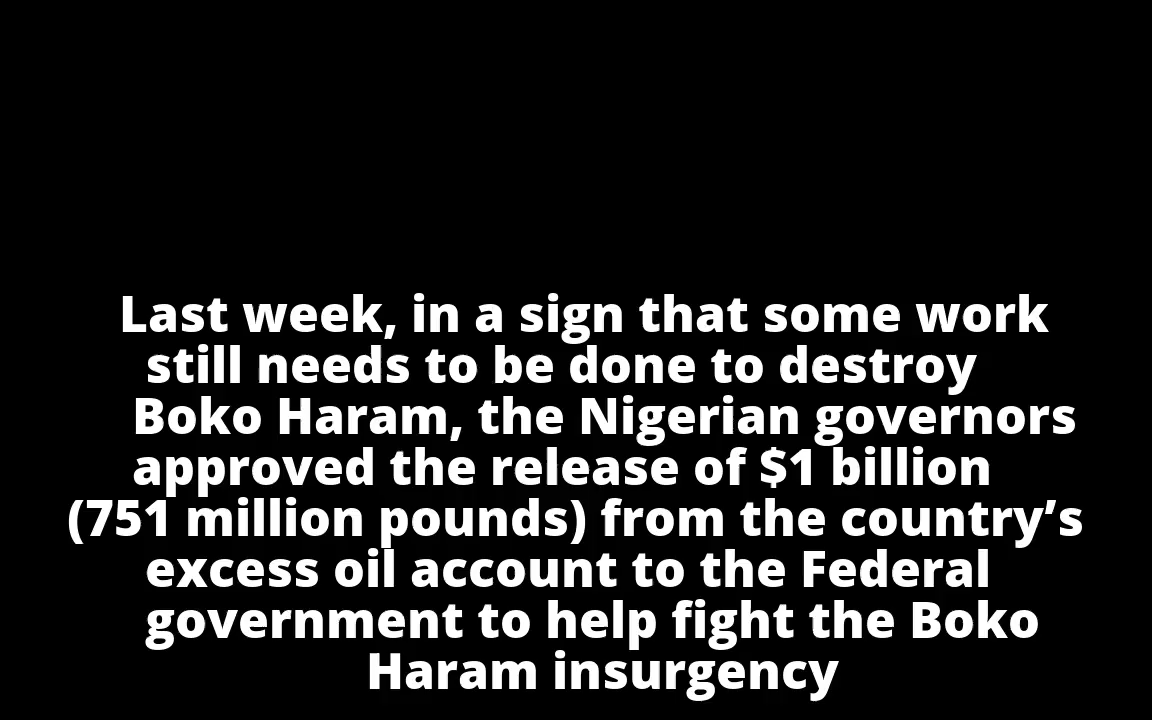 Last week, in a sign that some work
still needs to be done to destroy
Boko Haram, the Nigerian governors
approved the release of $1 billion
(751 million pounds) from the country’s
excess oil account to the Federal
government to help fight the Boko
Haram insurgency